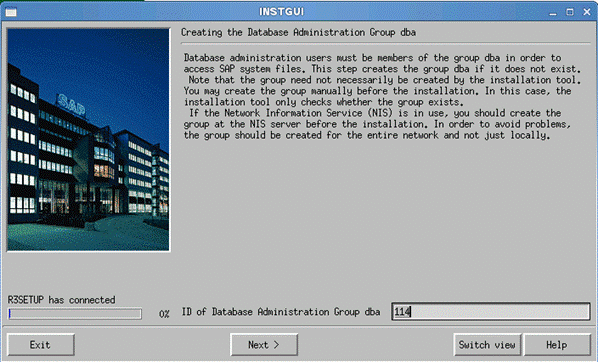 INSTGUI
Creating the Database Administration Group dba
SAP
Database administration users must be members of the group dba in order to
access SAP system files. This step creates the group dba if it does not exist.
Note that the group need not necessarily be created by the installation tool.
You may create the group manually before the installation. In this case, the
installation tool only checks whether the group exists.
If the Network Information Service (NIS) is in use, you should create the
group at the NIS server before the installation. In order to avoid problems,
the group should be created for the entire network and not just locally.
R3SETUP has connected
0%
ID of Database Administration Group dba
114
Exit
Next >
Switch view
Help